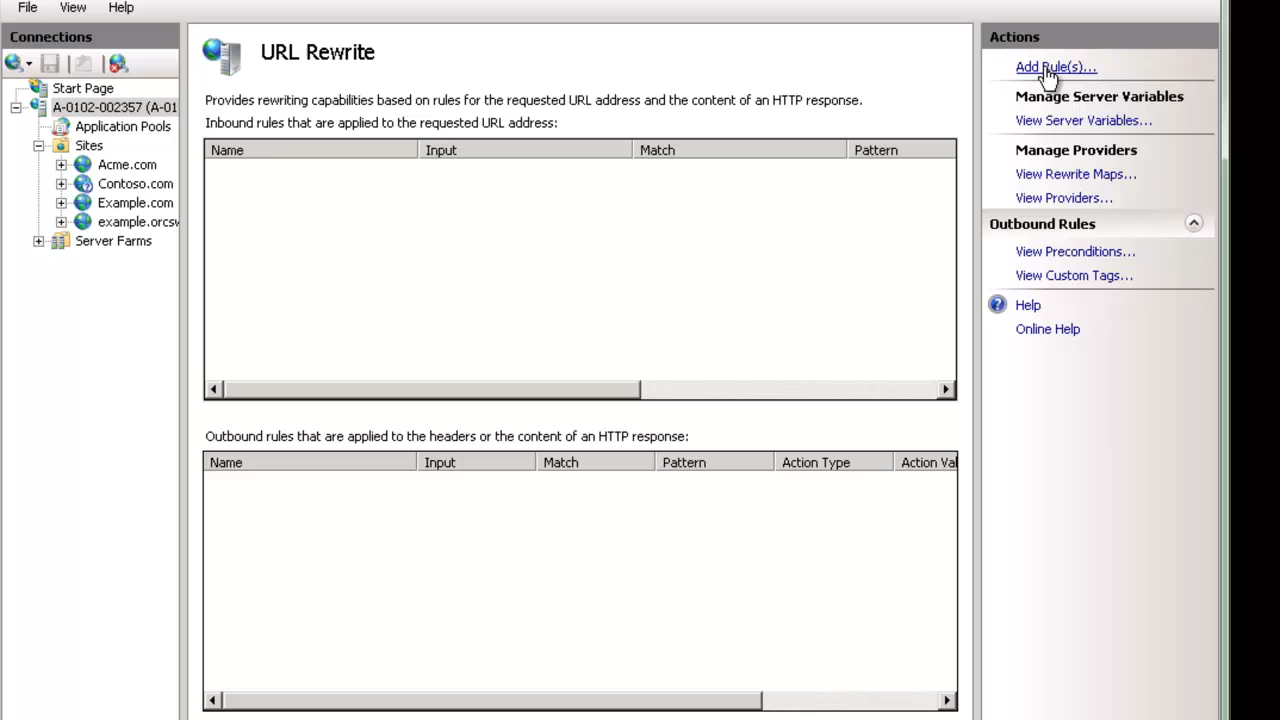 File View Help
Connections
Start Page
A-0102-002357 (A-01
Application Pools
Sites
Acme.com
Contoso.com
Example.com
example.orcsw
Server Farms
URL Rewrite
Provides rewriting capabilities based on rules for the requested URL address and the content of an HTTP response.
Inbound rules that are applied to the requested URL address:
Name Input Match Pattern
Outbound rules that are applied to the headers or the content of an HTTP response:
Name Input Match Pattern Action Type Action Val
Actions
Add Rule(s)...
Manage Server Variables
View Server Variables...
Manage Providers
View Rewrite Maps...
View Providers...
Outbound Rules
View Preconditions...
View Custom Tags...
Help
Online Help